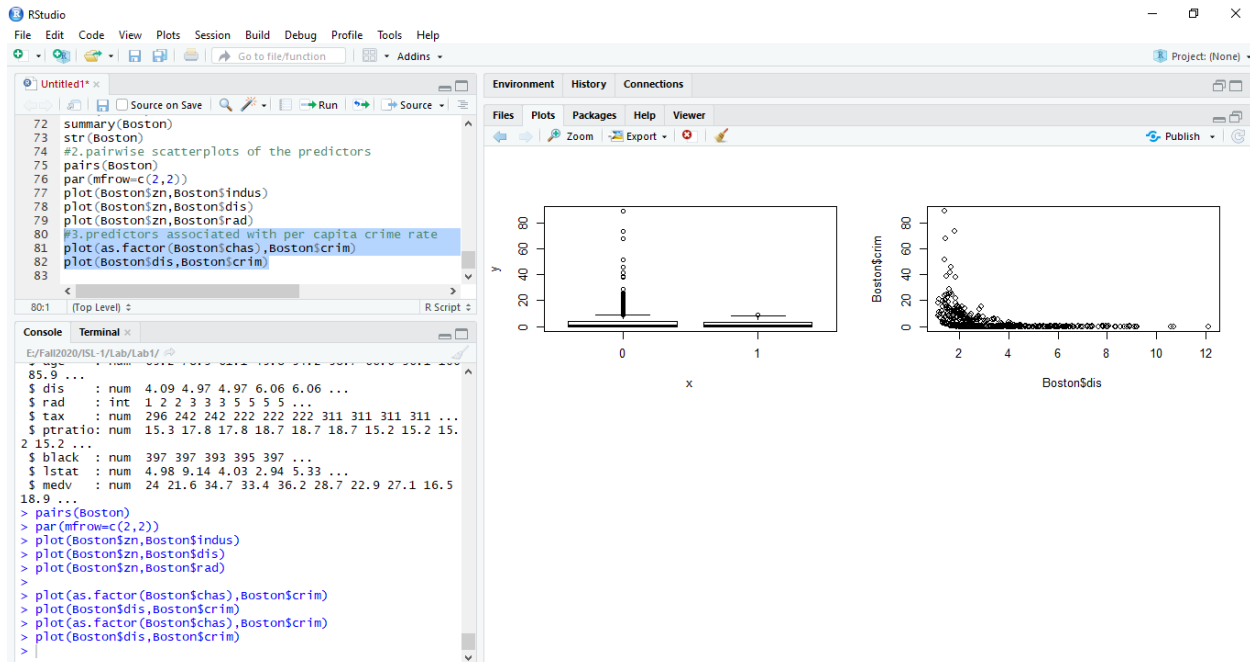 RStudio
File Edit Code View Plots Session Build Debug Profile Tools Help
Go to file/function
Addins
Project: (None)
Untitled1*
Source on Save
Run
Source
72 summary(Boston)
73 str(Boston)
74 #2.pairwise scatterplots of the predictors
75 pairs(Boston)
76 par(mfrow=c(2,2))
77 plot(Boston$zn,Boston$indus)
78 plot(Boston$zn,Boston$dis)
79 plot(Boston$zn,Boston$rad)
80 #3.predictors associated with per capita crime rate
81 plot(as.factor(Boston$chas),Boston$crim)
82 plot(Boston$dis,Boston$crim)
83
80:1 (Top Level) R Script
Console Terminal
E:/Fall2020/ISL-1/Lab/Lab1/
85.9 ...
$ dis : num 4.09 4.97 4.97 6.06 6.06 ...
$ rad : int 1 2 2 3 3 3 5 5 5 5 ...
$ tax : num 296 242 242 222 222 222 311 311 311 311 ...
$ ptratio: num 15.3 17.8 17.8 18.7 18.7 18.7 15.2 15.2 15.
2 15.2 ...
$ black : num 397 397 393 395 397 ...
$ lstat : num 4.98 9.14 4.03 2.94 5.33 ...
$ medv : num 24 21.6 34.7 33.4 36.2 28.7 22.9 27.1 16.5
18.9 ...
> pairs(Boston)
> par(mfrow=c(2,2))
> plot(Boston$zn,Boston$indus)
> plot(Boston$zn,Boston$dis)
> plot(Boston$zn,Boston$rad)
>
> plot(as.factor(Boston$chas),Boston$crim)
> plot(Boston$dis,Boston$crim)
> plot(as.factor(Boston$chas),Boston$crim)
> plot(Boston$dis,Boston$crim)
>
Environment History Connections
Files Plots Packages Help Viewer
Zoom Export Publish
80
60
40
20
0
y
0 1
x
80
60
40
20
0
Boston$crim
2 4 6 8 10 12
Boston$dis